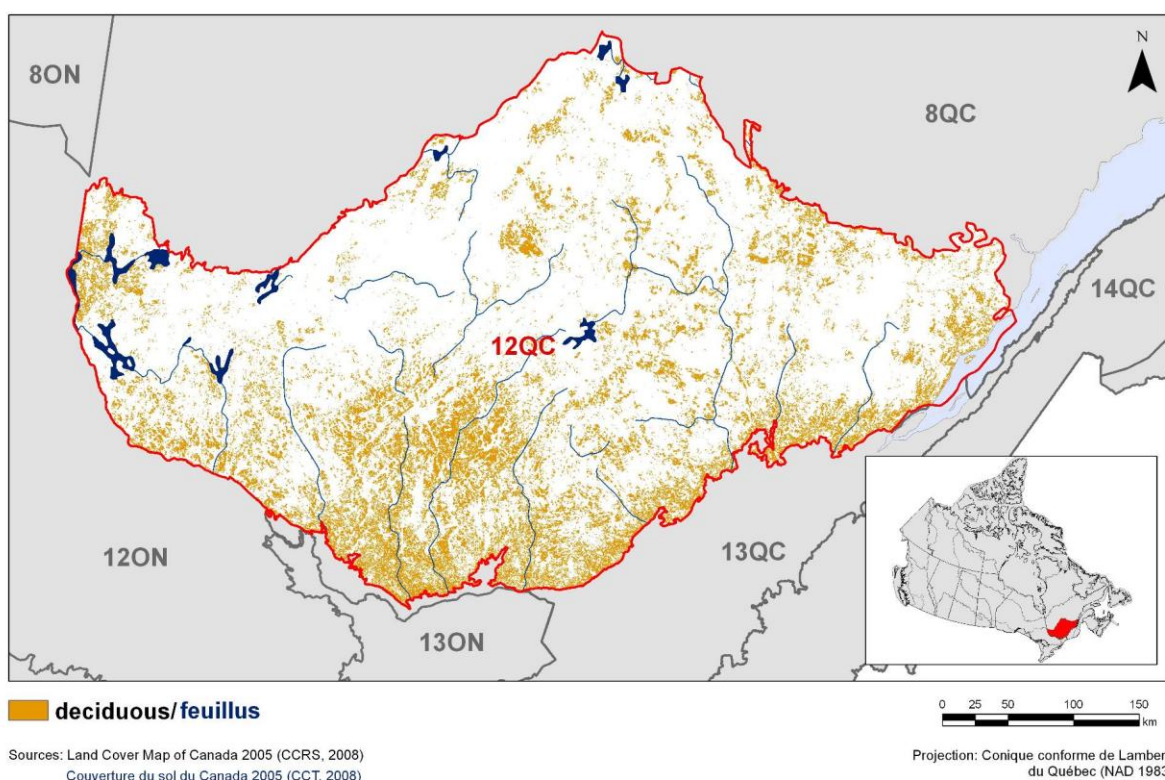 N
8ON
8QC
14QC
12QC
12ON
13QC
13ON
deciduous/feuillus
0 25 50 100 150
km
Sources: Land Cover Map of Canada 2005 (CCRS, 2008)
Couverture du sol du Canada 2005 (CCT, 2008)
Projection: Conique conforme de Lamber
du Québec (NAD 1983